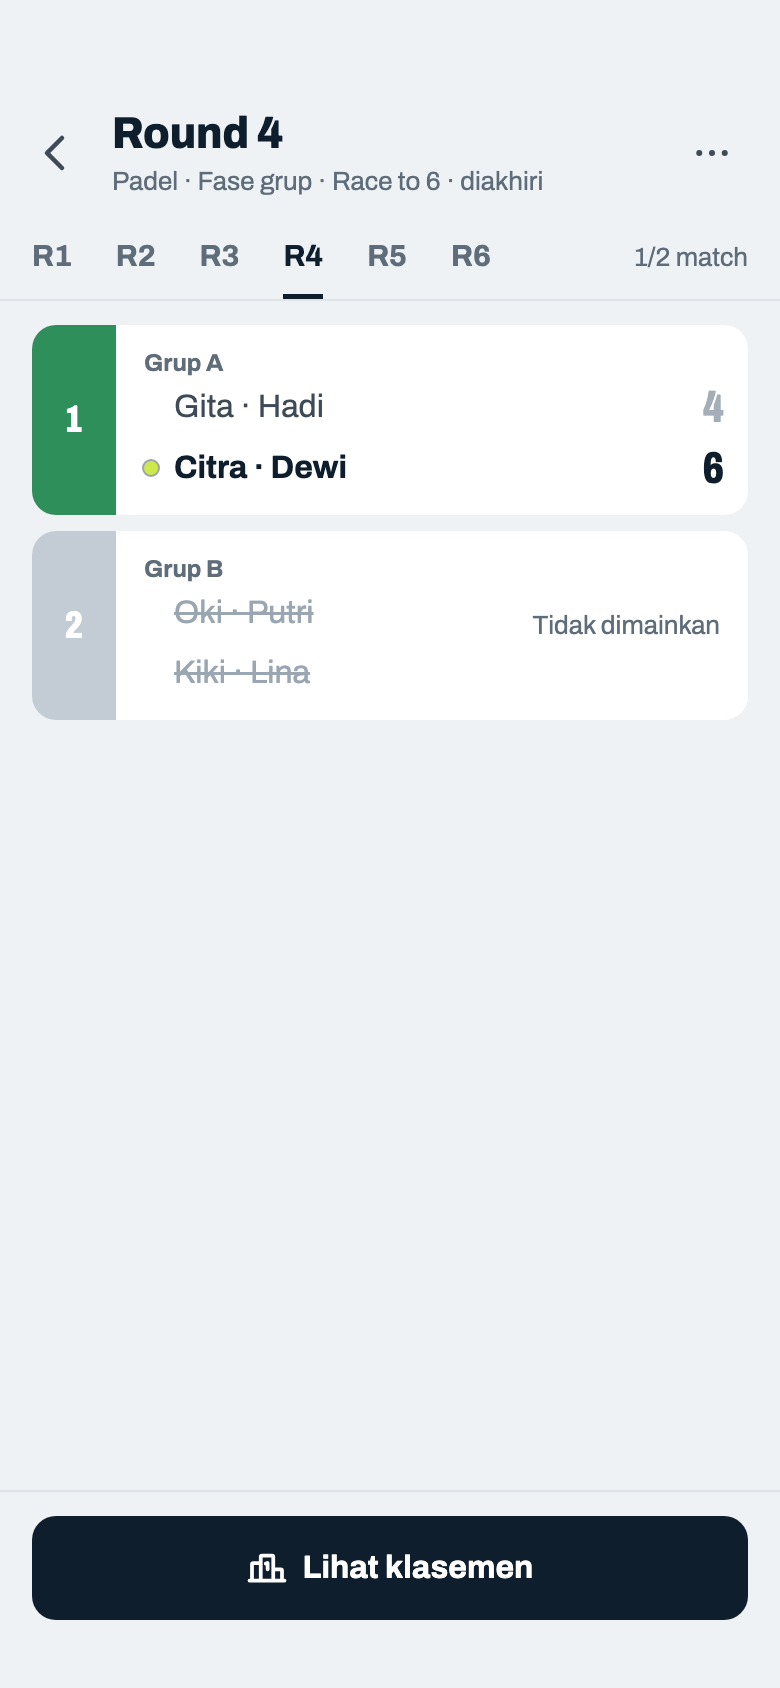 Round 4
Padel · Fase grup · Race to 6 · diakhiri
R1 R2 R3 R4 R5 R6 1/2 match
1
Grup A
Gita · Hadi 4
Citra · Dewi 6
2
Grup B
Oki · Putri
Tidak dimainkan
Kiki · Lina
Lihat klasemen